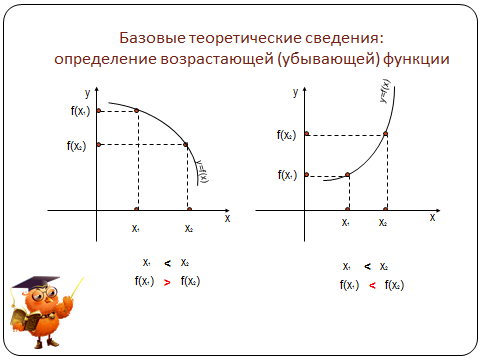 Базовые теоретические сведения:
определение возрастающей (убывающей) функции
y
f(x₁)
f(x₂)
y=f(x)
x₁
x₂
x
x₁ < x₂
f(x₁) > f(x₂)
y
y=f(x)
f(x₂)
f(x₁)
x₁
x₂
x
x₁ < x₂
f(x₁) < f(x₂)